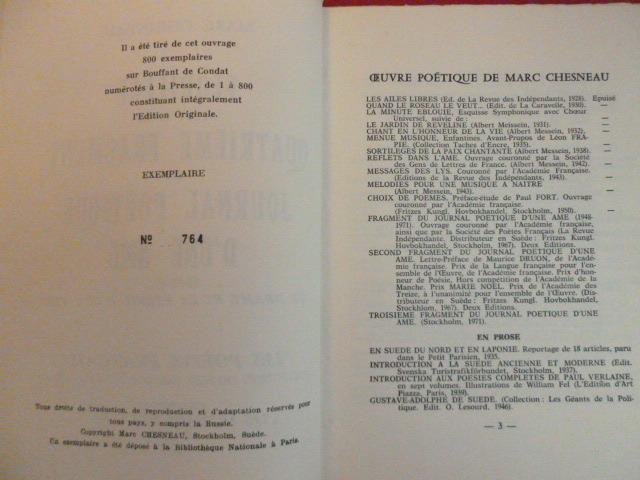 Il a été tiré de cet ouvrage
800 exemplaires
sur Bouffant de Condat
numérotés à la Presse, de 1 à 800
constituant intégralement
l'Edition Originale.
EXEMPLAIRE
Nº 764
Tous droits de traduction, de reproduction et d'adaptation réservés pour
tous pays, y compris la Russie.
Copyright Marc CHESNEAU, Stockholm, Suède.
Un exemplaire a été déposé à la Bibliothèque Nationale à Paris.
ŒUVRE POÉTIQUE DE MARC CHESNEAU
LES AILES LIBRES (Ed. de La Revue des Indépendants, 1928). Epuisé
QUAND LE ROSEAU LE VEUT... (Edit. de La Caravelle, 1930). —
LA MINUTE EBLOUIE, Esquisse Symphonique avec Chœur
Universel, suivie de :
LE JARDIN DE REVELINE (Albert Meissein, 1931). —
CHANT EN L'HONNEUR DE LA VIE (Albert Messein, 1932), —
MENUE MUSIQUE, Enfantines. Avant-Propos de Léon FRA-
PIE. (Collection Taches d'Encre, 1935). —
SORTILEGES DE LA PAIX CHANTANTE (Albert Messein, 1938). —
REFLETS DANS L'AME. Ouvrage couronné par la Société
des Gens de Lettres de France. (Albert Messein, 1942). —
MESSAGES DES LYS. Couronné par l'Académie Française.
(Editions de la Revue des Indépendants, 1943). —
MELODIES POUR UNE MUSIQUE A NAITRE
(Albert Messein, 1943). —
CHOIX DE POEMES. Préface-étude de Paul FORT. Ouvrage
couronné par l'Académie française.
(Fritzes Kungl. Hovbokhandel, Stockholm, 1950). —
FRAGMENT DU JOURNAL POETIQUE D'UNE AME (1948-
1971). Ouvrage couronné par l'Académie française,
ainsi que par la Société des Poètes Français (La Revue
Indépendante. Distributeur en Suède : Fritzes Kungl.
Hovbokhandel, Stockholm, 1967). Deux Editions.
SECOND FRAGMENT DU JOURNAL POETIQUE D'UNE
AME. Lettre-Préface de Maurice DRUON, de l'Acadé-
mie française. Prix de la Langue française pour l'en-
semble de l'Œuvre, de l'Académie française. Prix d'hon-
neur de Poésie, Hors compétition de l'Académie de la
Manche. Prix MARIE NOEL. Prix de l'Académie des
Treize, à l'unanimité pour l'ensemble de l'Œuvre. (Dis-
tributeur en Suède : Fritzes Kungl. Hovbokhandel,
Stockholm, 1967). Deux Editions.
TROISIEME FRAGMENT DU JOURNAL POETIQUE D'UNE
AME. (Stockholm, 1971).
EN PROSE
EN SUEDE DU NORD ET EN LAPONIE. Reportage de 18 articles, paru
dans le Petit Parisien, 1935.
INTRODUCTION A LA SUEDE ANCIENNE ET MODERNE (Edit.
Svenska Turistrafikförbundet, Stockholm, 1937).
INTRODUCTION AUX POESIES COMPLETES DE PAUL VERLAINE,
en sept volumes. Illustrations de William Fel (L'Edition d'Art
Piazza, Paris, 1939).
GUSTAVE-ADOLPHE DE SUEDE. (Collection : Les Géants de la Poli-
tique. Edit. O. Lesourd. 1946).
— 3 —